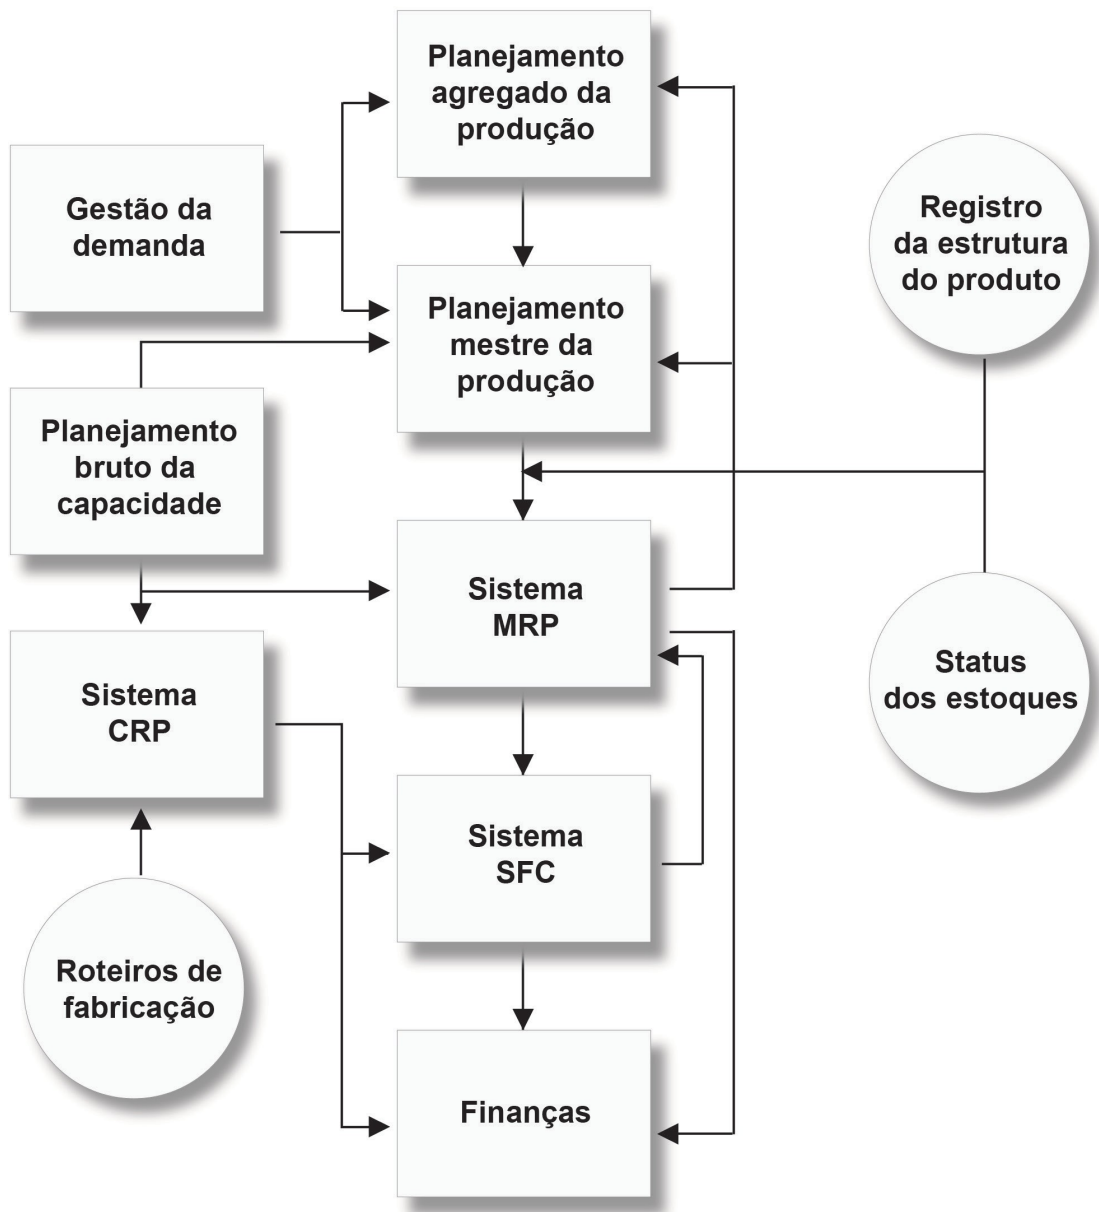 Planejamento
agregado da
produção
Gestão da
demanda
Registro
da estrutura
do produto
Planejamento
mestre da
produção
Planejamento
bruto da
capacidade
Sistema
MRP
Status
dos estoques
Sistema
CRP
Sistema
SFC
Roteiros de
fabricação
Finanças